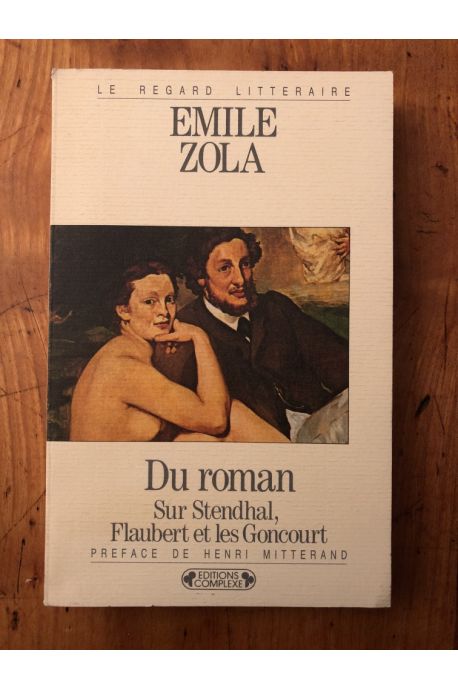 LE REGARD LITTERAIRE
EMILE
ZOLA
Du roman
Sur Stendhal,
Flaubert et les Goncourt
PREFACE DE HENRI MITTERAND
EDITIONS
COMPLEXE